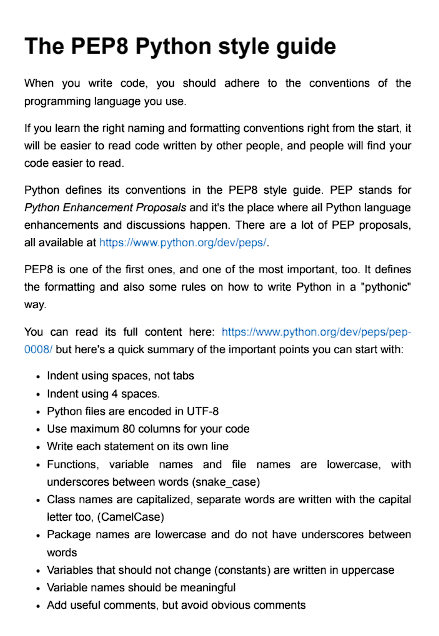 The PEP8 Python style guide
When you write code, you should adhere to the conventions of the
programming language you use.
If you learn the right naming and formatting conventions right from the start, it
will be easier to read code written by other people, and people will find your
code easier to read.
Python defines its conventions in the PEP8 style guide. PEP stands for
Python Enhancement Proposals and it's the place where all Python language
enhancements and discussions happen. There are a lot of PEP proposals,
all available at https://www.python.org/dev/peps/.
PEP8 is one of the first ones, and one of the most important, too. It defines
the formatting and also some rules on how to write Python in a "pythonic"
way.
You can read its full content here: https://www.python.org/dev/peps/pep-
0008/ but here's a quick summary of the important points you can start with:
• Indent using spaces, not tabs
• Indent using 4 spaces.
• Python files are encoded in UTF-8
• Use maximum 80 columns for your code
• Write each statement on its own line
• Functions, variable names and file names are lowercase, with
underscores between words (snake_case)
• Class names are capitalized, separate words are written with the capital
letter too, (CamelCase)
• Package names are lowercase and do not have underscores between
words
• Variables that should not change (constants) are written in uppercase
• Variable names should be meaningful
• Add useful comments, but avoid obvious comments